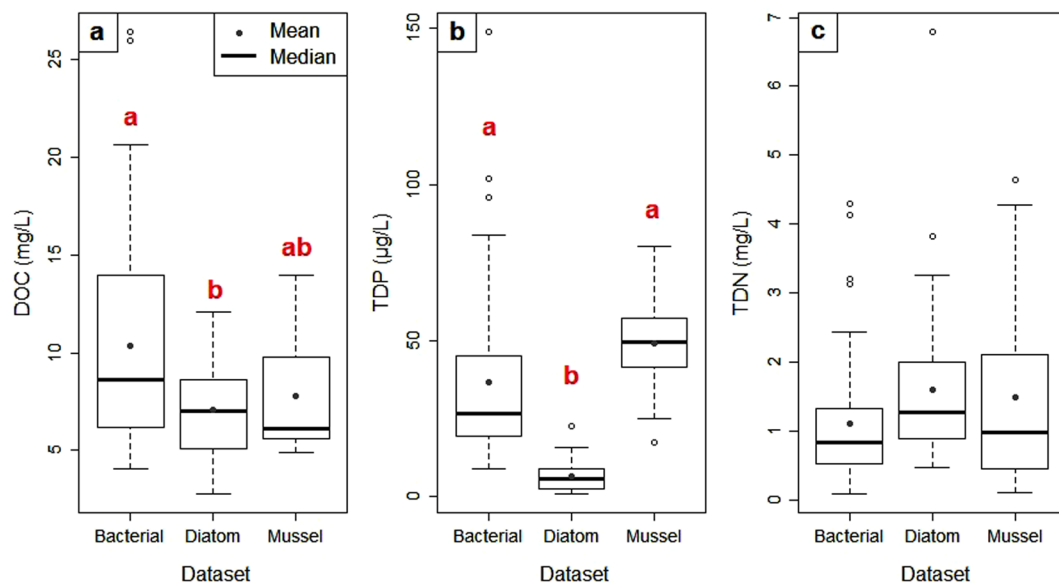 a
Mean
Median
DOC (mg/L)
25
20
15
10
5
a
b
ab
Bacterial Diatom Mussel
Dataset
b
TDP (µg/L)
150
100
50
0
a
b
a
Bacterial Diatom Mussel
Dataset
c
TDN (mg/L)
7
6
5
4
3
2
1
0
Bacterial Diatom Mussel
Dataset